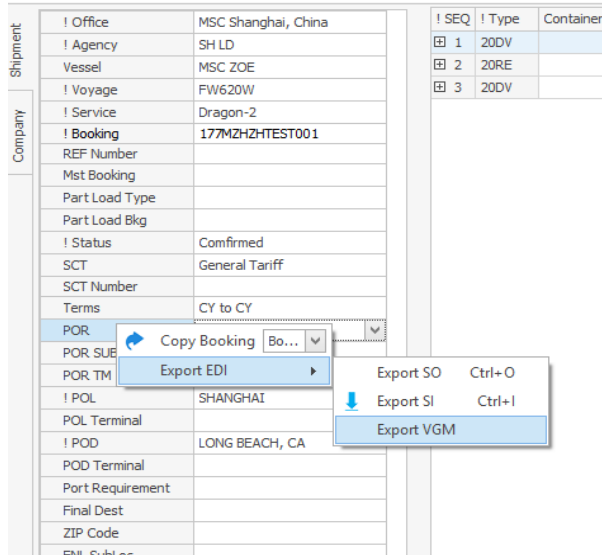 Shipment
Company
! Office MSC Shanghai, China
! Agency SH LD
Vessel MSC ZOE
! Voyage FW620W
! Service Dragon-2
! Booking 177MZHZHTEST001
REF Number
Mst Booking
Part Load Type
Part Load Bkg
! Status Comfirmed
SCT General Tariff
SCT Number
Terms CY to CY
POR
POR SUB
POR TM
! POL SHANGHAI
POL Terminal
! POD LONG BEACH, CA
POD Terminal
Port Requirement
Final Dest
ZIP Code
Copy Booking Bo...
Export EDI
Export SO Ctrl+O
Export SI Ctrl+I
Export VGM
! SEQ ! Type Container
1 20DV
2 20RE
3 20DV